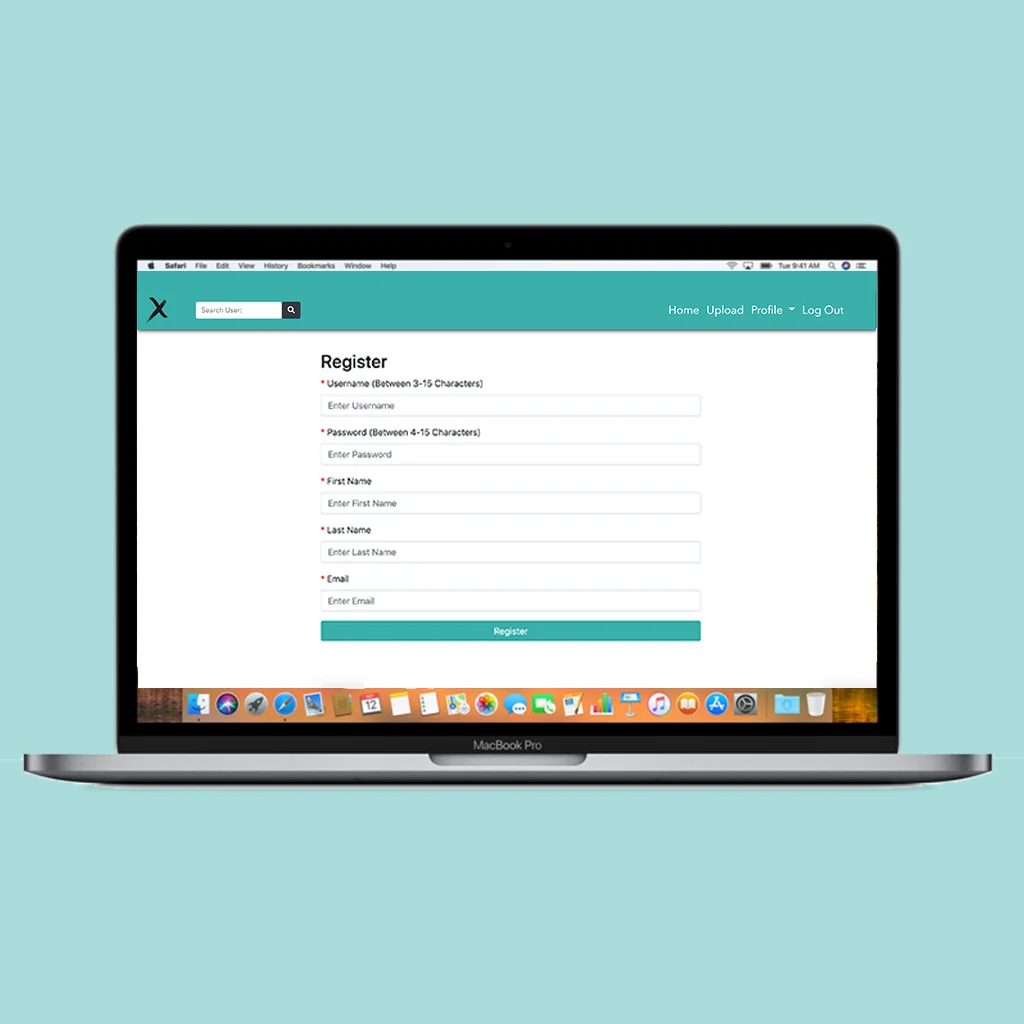 Safari File Edit View History Bookmarks Window Help Tue 9:41 AM
X Search User: Home Upload Profile Log Out
Register
* Username (Between 3-15 Characters)
Enter Username
* Password (Between 4-15 Characters)
Enter Password
* First Name
Enter First Name
* Last Name
Enter Last Name
* Email
Enter Email
Register
12
MacBook Pro